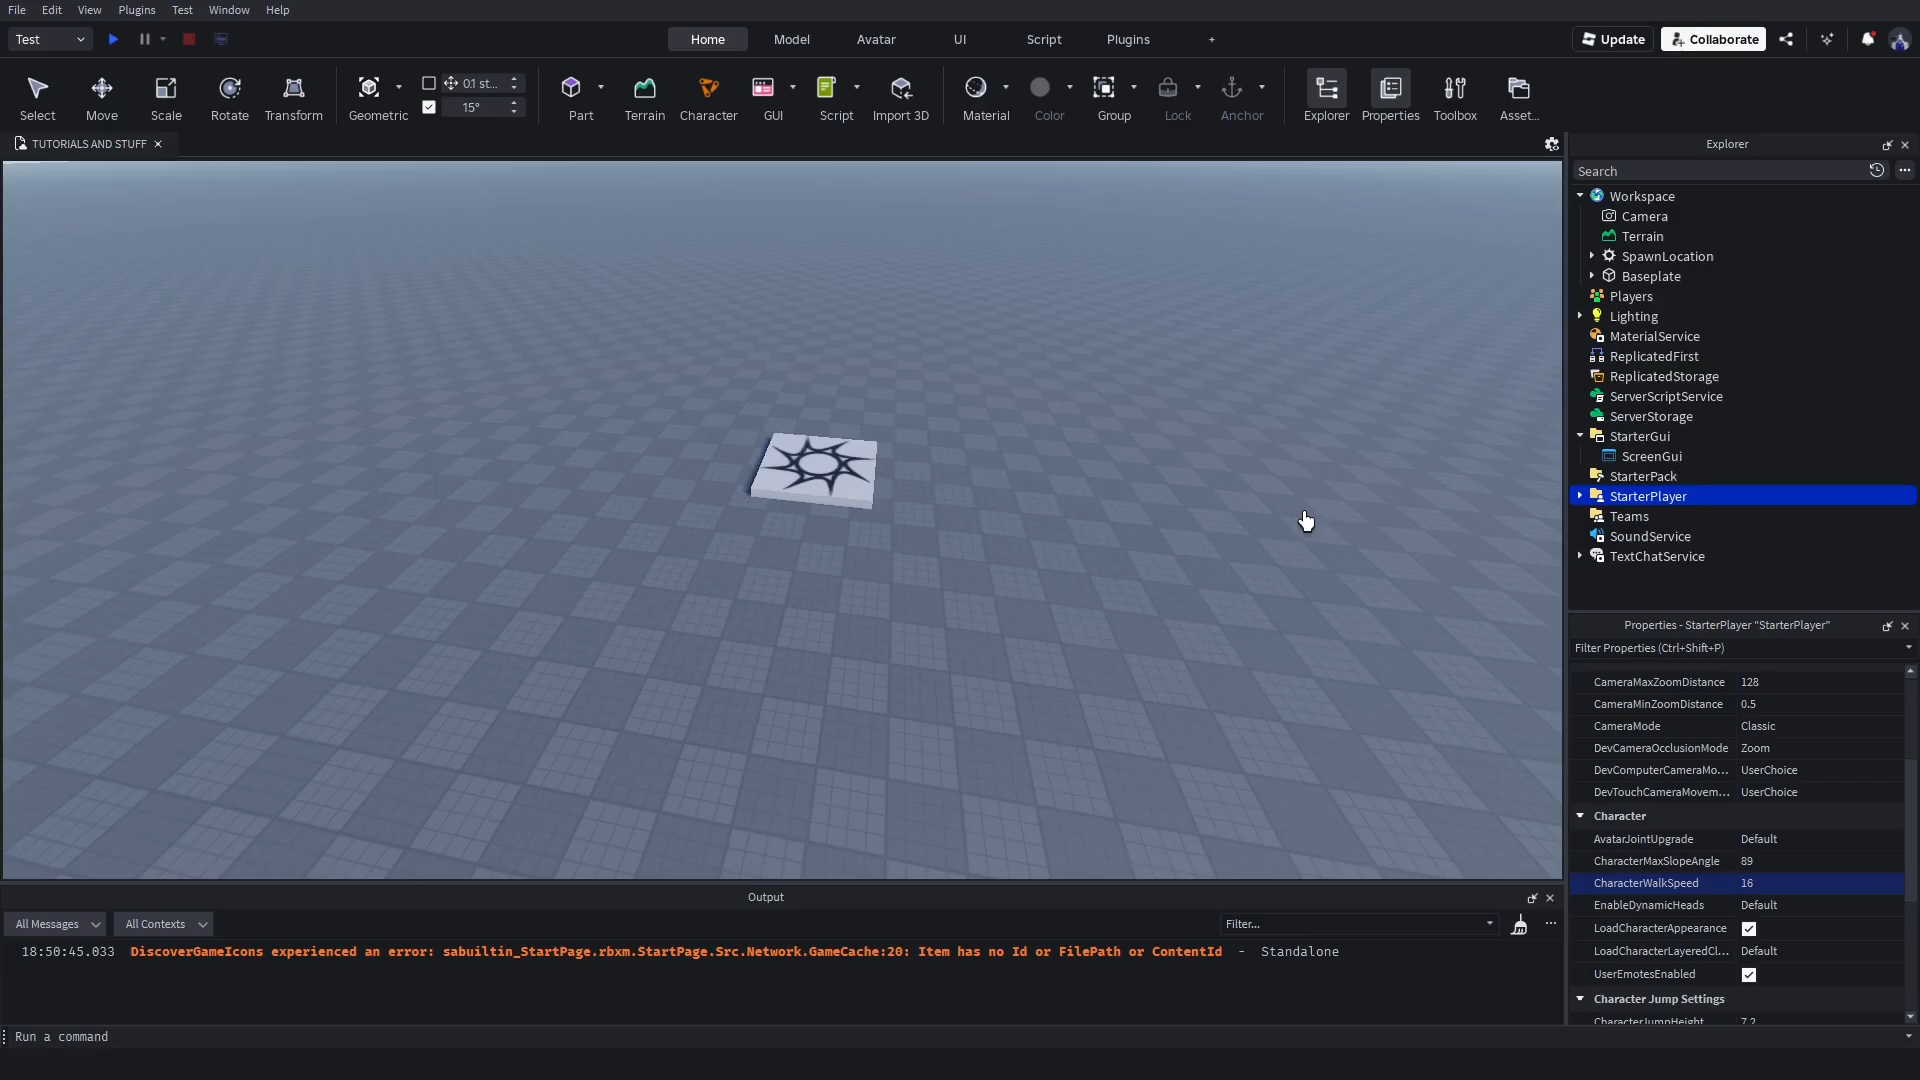 File Edit View Plugins Test Window Help
Test
Home Model Avatar UI Script Plugins +
Update Collaborate
0.1 st...
15°
Select Move Scale Rotate Transform Geometric Part Terrain Character GUI Script Import 3D Material Color Group Lock Anchor Explorer Properties Toolbox Asset...
TUTORIALS AND STUFF
Explorer
Search
Workspace
Camera
Terrain
SpawnLocation
Baseplate
Players
Lighting
MaterialService
ReplicatedFirst
ReplicatedStorage
ServerScriptService
ServerStorage
StarterGui
ScreenGui
StarterPack
StarterPlayer
Teams
SoundService
TextChatService
Properties - StarterPlayer "StarterPlayer"
Filter Properties (Ctrl+Shift+P)
CameraMaxZoomDistance 128
CameraMinZoomDistance 0.5
CameraMode Classic
DevCameraOcclusionMode Zoom
DevComputerCameraMo... UserChoice
DevTouchCameraMovem... UserChoice
Character
AvatarJointUpgrade Default
CharacterMaxSlopeAngle 89
CharacterWalkSpeed 16
EnableDynamicHeads Default
LoadCharacterAppearance
LoadCharacterLayeredCl... Default
UserEmotesEnabled
Character Jump Settings
CharacterJumpHeight 7.2
Output
All Messages All Contexts Filter...
18:50:45.033 DiscoverGameIcons experienced an error: sabuiltin_StartPage.rbxm.StartPage.Src.Network.GameCache:20: Item has no Id or FilePath or ContentId - Standalone
Run a command